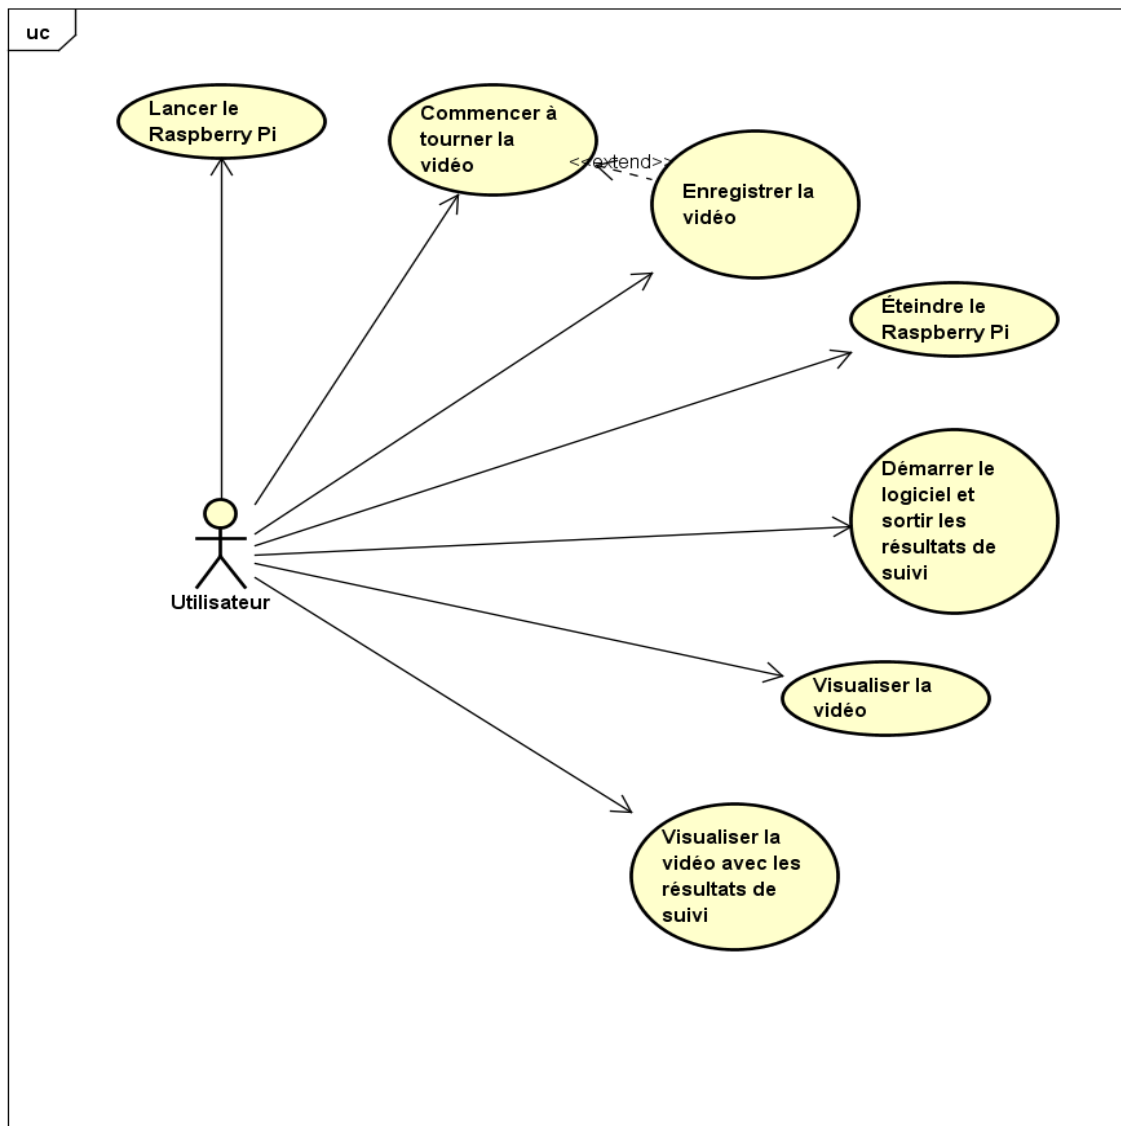 uc
Lancer le
Raspberry Pi
Commencer à
tourner la
vidéo
<<extend>>
Enregistrer la
vidéo
Éteindre le
Raspberry Pi
Démarrer le
logiciel et
sortir les
résultats de
suivi
Utilisateur
Visualiser la
vidéo
Visualiser la
vidéo avec les
résultats de
suivi